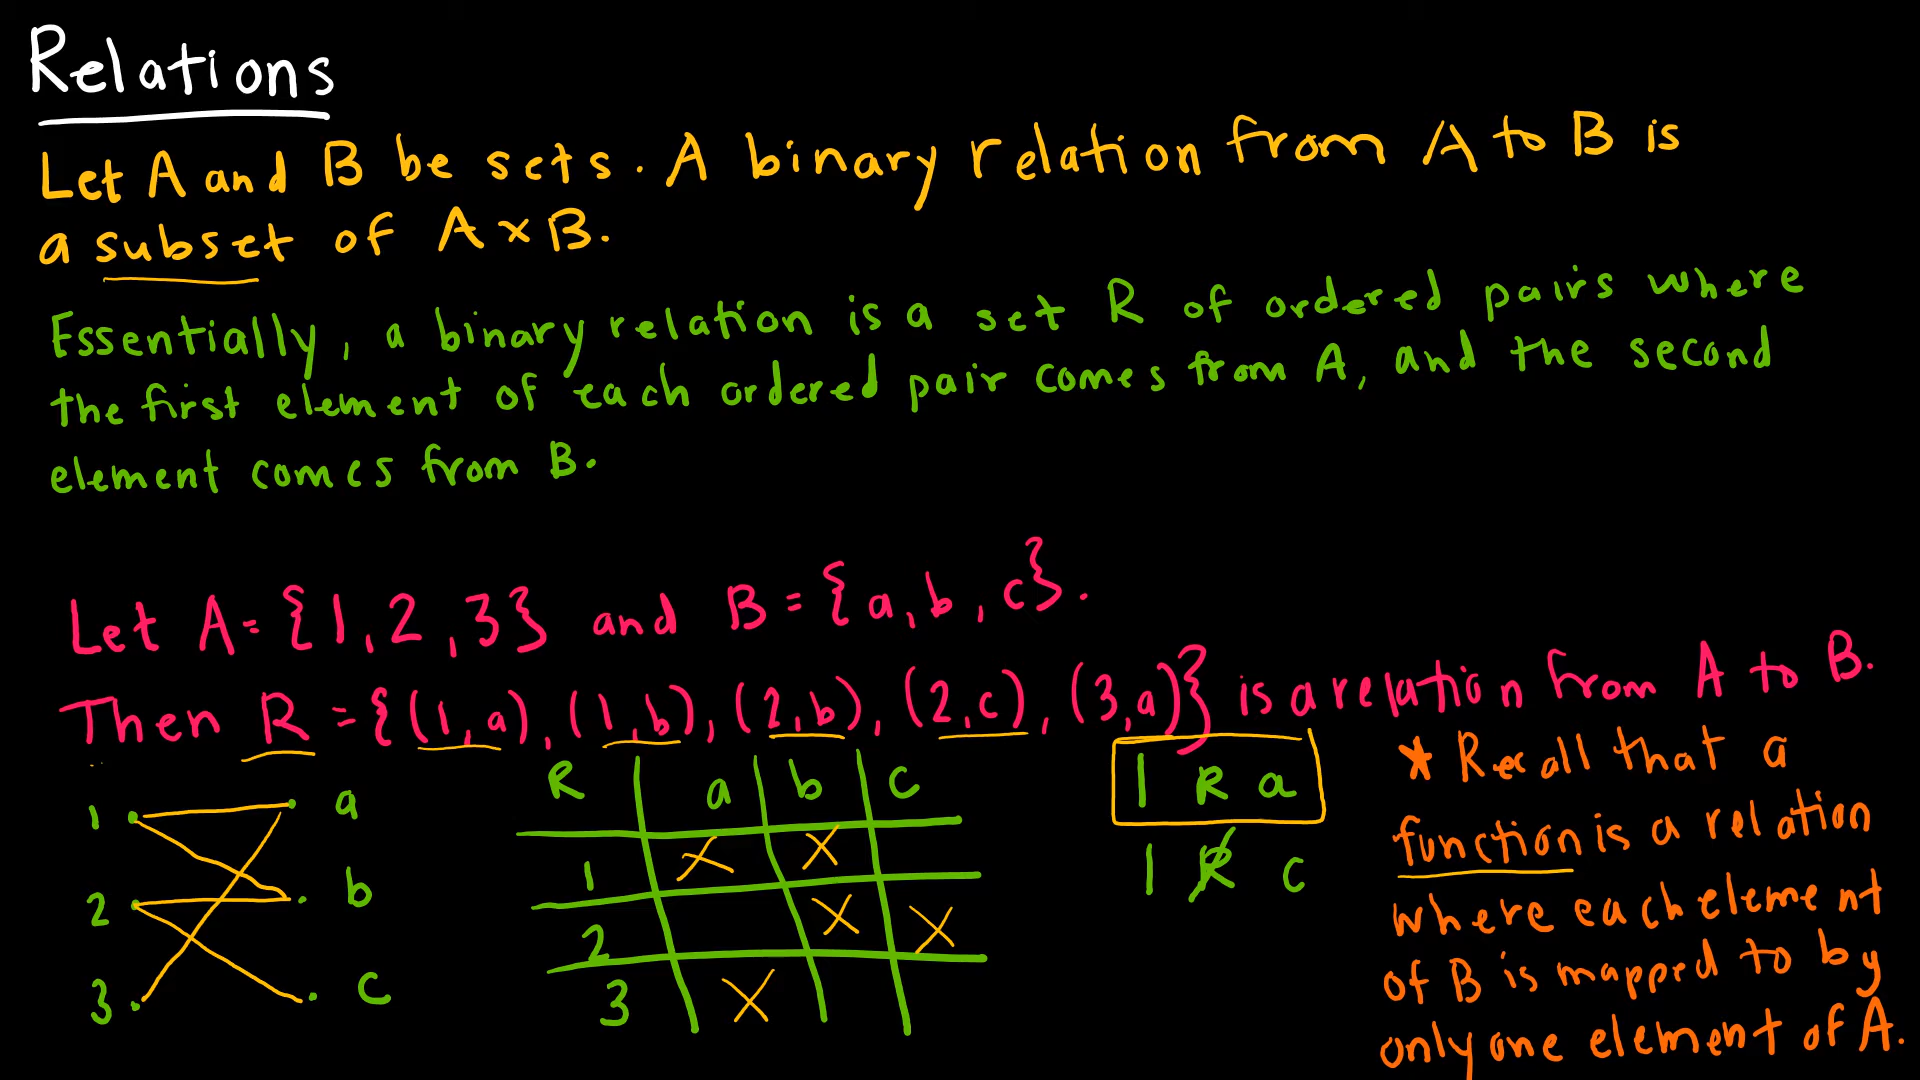 Relations
Let A and B be sets. A binary relation from A to B is
a subset of A×B.
Essentially, a binary relation is a set R of ordered pairs where
the first element of each ordered pair comes from A, and the second
element comes from B.
Let A={1,2,3} and B={a,b,c}.
Then R={(1,a),(1,b),(2,b),(2,c),(3,a)} is a relation from A to B.
1 a
2 b
3 c
R a b c
1 X X
2 X X
3 X
1 R a
1 R̸ c
* Recall that a
function is a relation
where each element
of B is mapped to by
only one element of A.